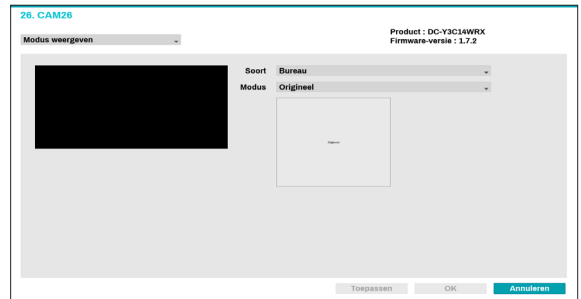 26. CAM26
Product : DC-Y3C14WRX
Modus weergeven
Firmware-versie : 1.7.2
Soort Bureau
Modus Origineel
Origineel
Toepassen OK Annuleren